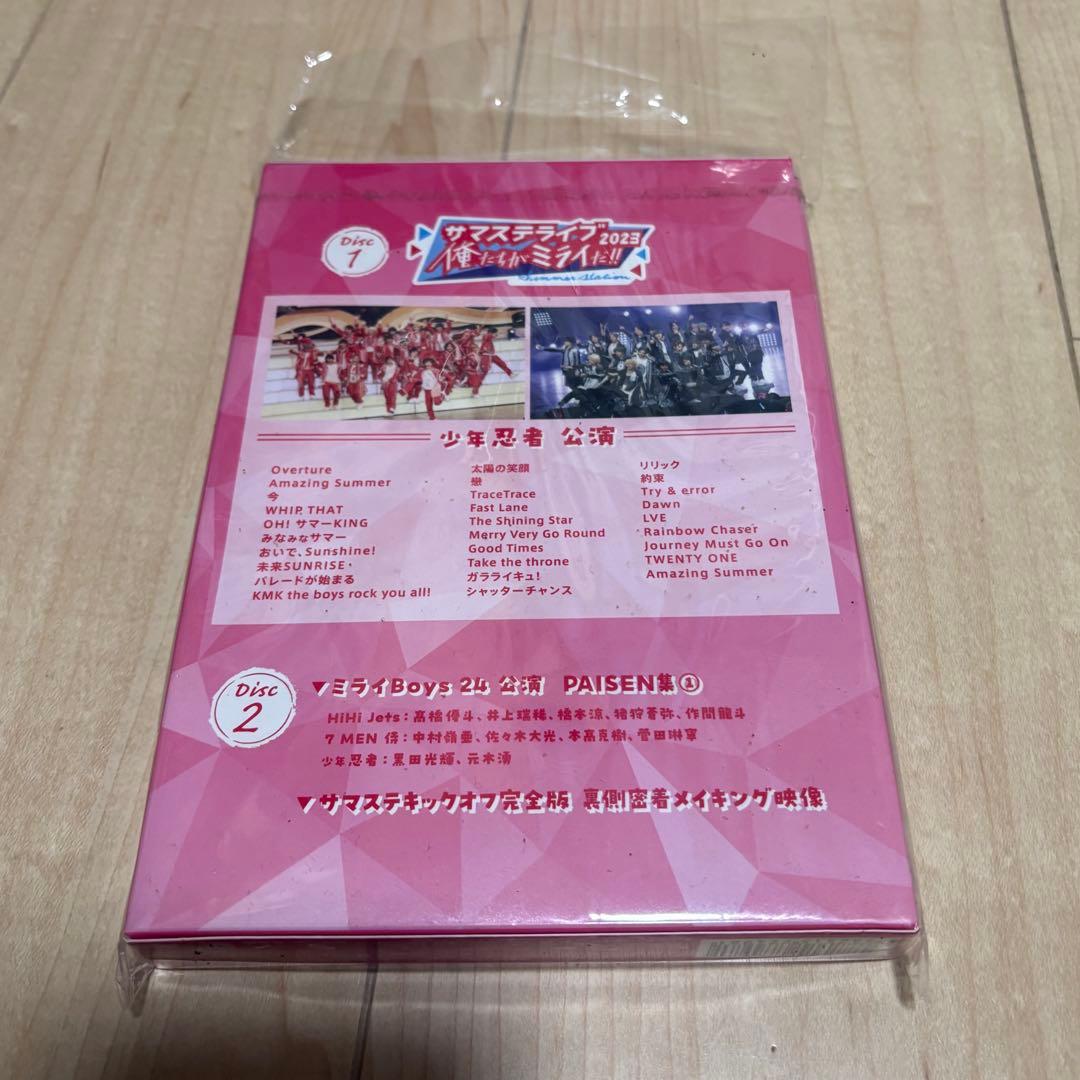 Disc
1
サマステライブ2023
俺たちがミライだ!!
Summer Station
少年忍者 公演
Overture
Amazing Summer
今
WHIP THAT
OH! サマーKING
みなみなサマー
おいで、Sunshine!
未来SUNRISE
パレードが始まる
KMK the boys rock you all!
太陽の笑顔
戀
TraceTrace
Fast Lane
The Shining Star
Merry Very Go Round
Good Times
Take the throne
ガラライキュ!
シャッターチャンス
リリック
約束
Try & error
Dawn
LVE
Rainbow Chaser
Journey Must Go On
TWENTY ONE
Amazing Summer
Disc
2
▼ミライBoys 24 公演 PAISEN集①
HiHi Jets:髙橋優斗、井上瑞稀、橋本涼、猪狩蒼弥、作間龍斗
7 MEN 侍:中村嶺亜、佐々木大光、本髙克樹、菅田琳寧
少年忍者:黒田光輝、元木湧
▼サマステキックオフ完全版 裏側密着メイキング映像